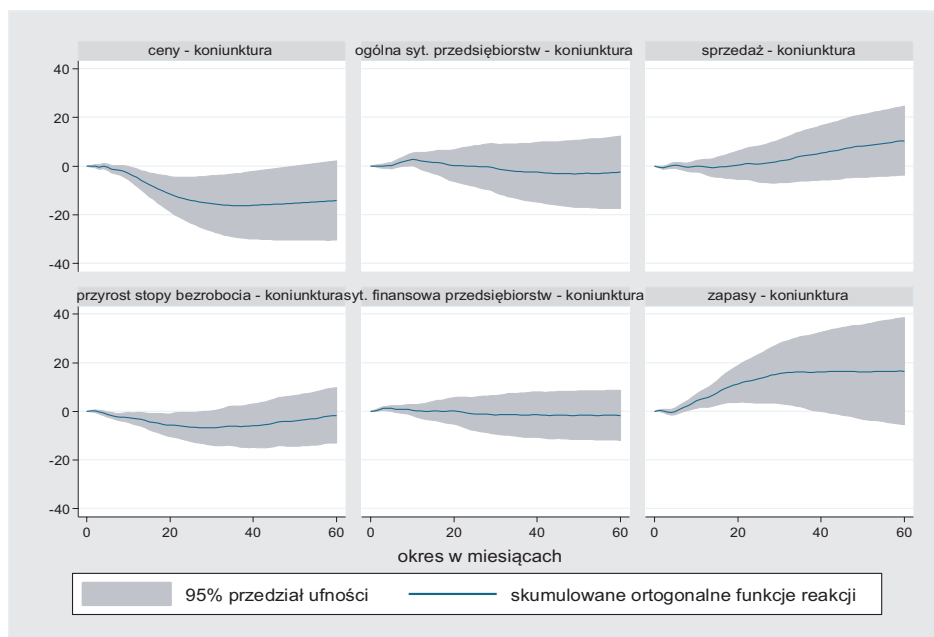 ceny - koniunktura
ogólna syt. przedsiębiorstw - koniunktura
sprzedaż - koniunktura
40
20
0
-20
-40
przyrost stopy bezrobocia - koniunktura
syt. finansowa przedsiębiorstw - koniunktura
zapasy - koniunktura
40
20
0
-20
-40
0 20 40 60 0 20 40 60 0 20 40 60
okres w miesiącach
95% przedział ufności skumulowane ortogonalne funkcje reakcji